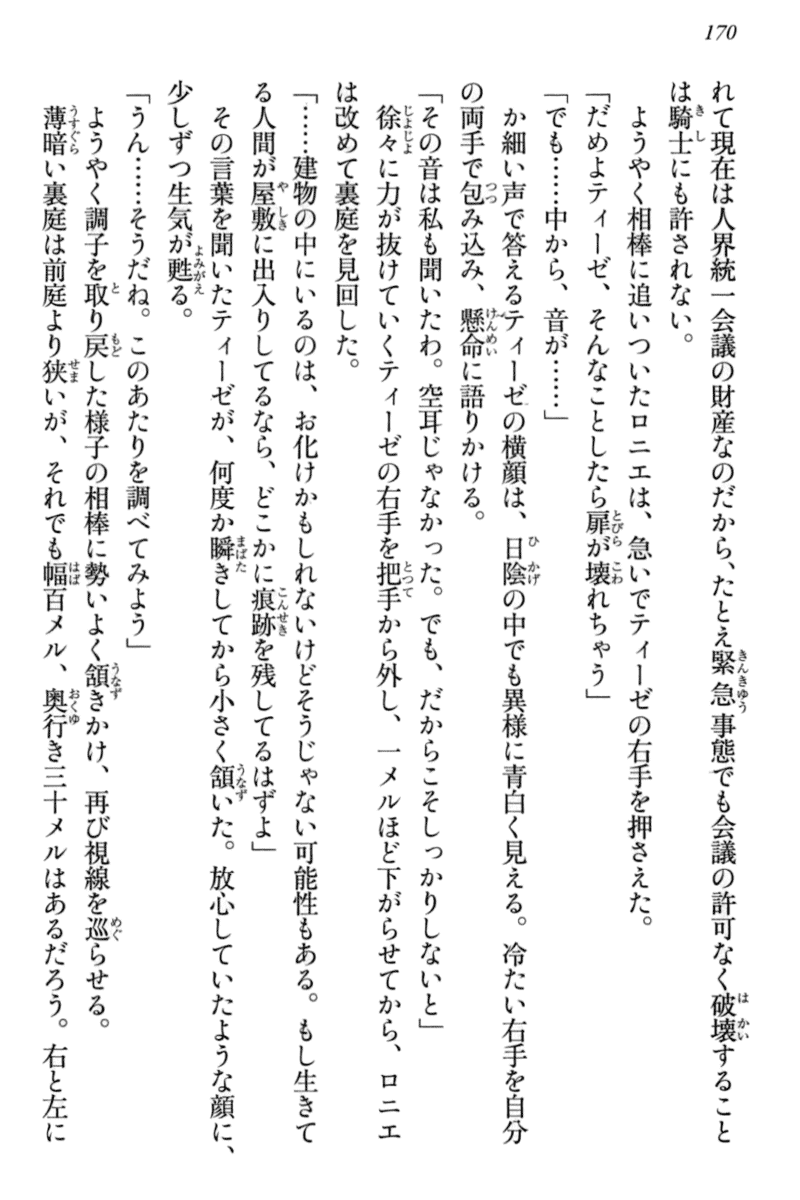 170
れて現在は人界統一会議の財産なのだから、たとえ緊急事態でも会議の許可なく破壊すること
は騎士にも許されない。
ようやく相棒に追いついたロニエは、急いでティーゼの右手を押さえた。
「だめよティーゼ、そんなことしたら扉が壊れちゃう」
「でも……中から、音が……」
か細い声で答えるティーゼの横顔は、日陰の中でも異様に青白く見える。冷たい右手を自分
の両手で包み込み、懸命に語りかける。
「その音は私も聞いたわ。空耳じゃなかった。でも、だからこそしっかりしないと」
徐々に力が抜けていくティーゼの右手を把手から外し、一メルほど下がらせてから、ロニエ
は改めて裏庭を見回した。
「……建物の中にいるのは、お化けかもしれないけどそうじゃない可能性もある。もし生きて
る人間が屋敷に出入りしてるなら、どこかに痕跡を残してるはずよ」
その言葉を聞いたティーゼが、何度か瞬きしてから小さく頷いた。放心していたような顔に、
少しずつ生気が甦る。
「うん……そうだね。このあたりを調べてみよう」
ようやく調子を取り戻した様子の相棒に勢いよく頷きかけ、再び視線を巡らせる。
薄暗い裏庭は前庭より狭いが、それでも幅百メル、奥行き三十メルはあるだろう。右と左に